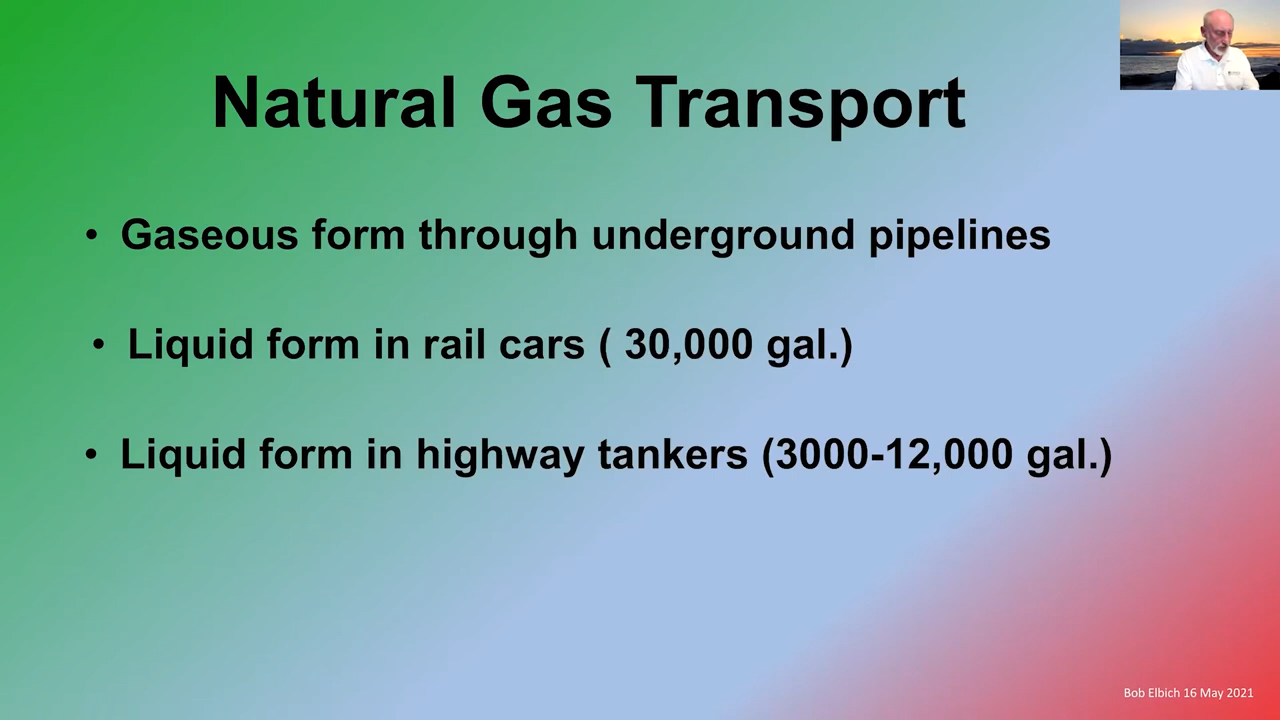 Natural Gas Transport
• Gaseous form through underground pipelines
• Liquid form in rail cars ( 30,000 gal.)
• Liquid form in highway tankers (3000-12,000 gal.)
Bob Elbich 16 May 2021